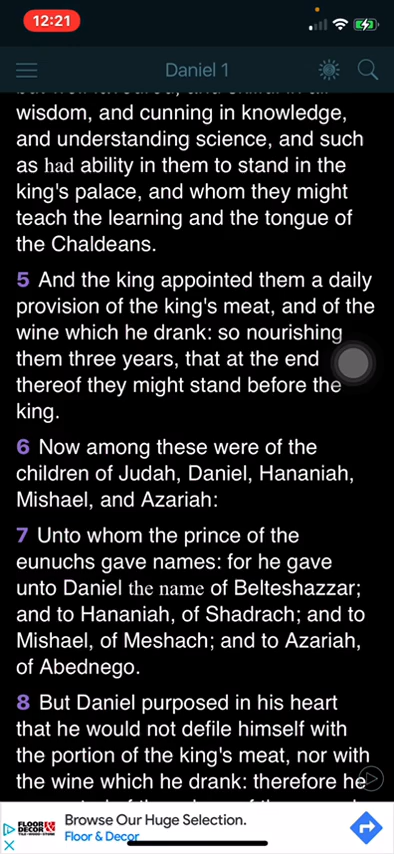 12:21
Daniel 1
wisdom, and cunning in knowledge,
and understanding science, and such
as had ability in them to stand in the
king's palace, and whom they might
teach the learning and the tongue of
the Chaldeans.
5 And the king appointed them a daily
provision of the king's meat, and of the
wine which he drank: so nourishing
them three years, that at the end
thereof they might stand before the
king.
6 Now among these were of the
children of Judah, Daniel, Hananiah,
Mishael, and Azariah:
7 Unto whom the prince of the
eunuchs gave names: for he gave
unto Daniel the name of Belteshazzar;
and to Hananiah, of Shadrach; and to
Mishael, of Meshach; and to Azariah,
of Abednego.
8 But Daniel purposed in his heart
that he would not defile himself with
the portion of the king's meat, nor with
the wine which he drank: therefore he
FLOOR & DECOR
Browse Our Huge Selection.
Floor & Decor